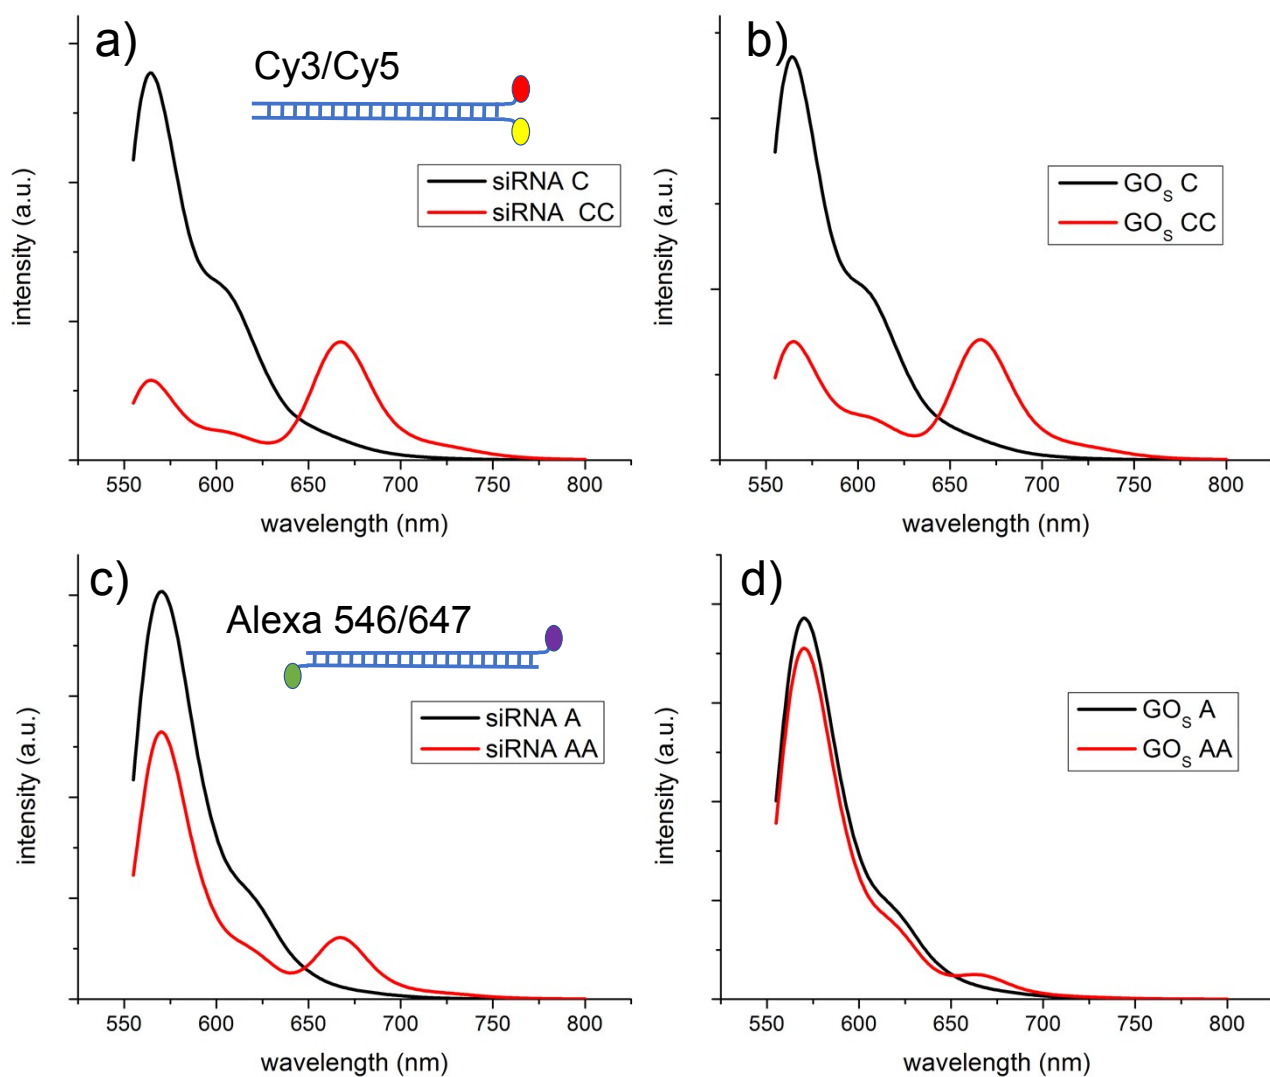 a)
Cy3/Cy5
siRNA C
siRNA CC
intensity (a.u.)
550 600 650 700 750 800
wavelength (nm)
b)
GOS C
GOS CC
intensity (a.u.)
550 600 650 700 750 800
wavelength (nm)
c)
Alexa 546/647
siRNA A
siRNA AA
intensity (a.u.)
550 600 650 700 750 800
wavelength (nm)
d)
GOS A
GOS AA
intensity (a.u.)
550 600 650 700 750 800
wavelength (nm)